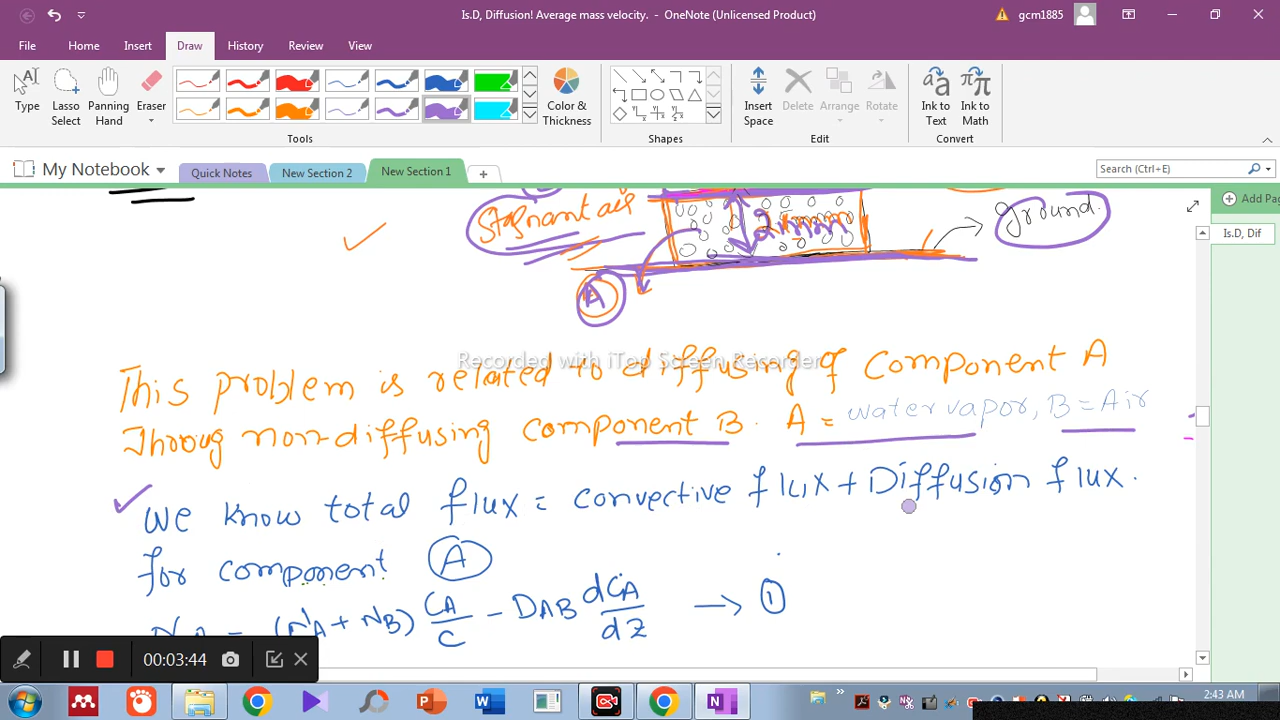 Is.D, Diffusion! Average mass velocity. - OneNote (Unlicensed Product)
gcm1885
File Home Insert Draw History Review View
Type
Lasso Select
Panning Hand
Eraser
Color & Thickness
Insert Space
Delete
Arrange
Rotate
Ink to Text
Ink to Math
Tools
Shapes
Edit
Convert
My Notebook
Quick Notes
New Section 2
New Section 1
Search (Ctrl+E)
Add Pag
Is.D, Dif
Stagnant air
2mm
ground.
A
Recorded with iTop Screen Recorder
This problem is related to diffusing of Component A
Throug non-diffusing component B. A = water vapor, B = Air
We know total flux = convective flux + Diffusion flux.
for component A
NA = (NA + NB) CA/C - DAB dCA/dz → 1
00:03:44
2:43 AM